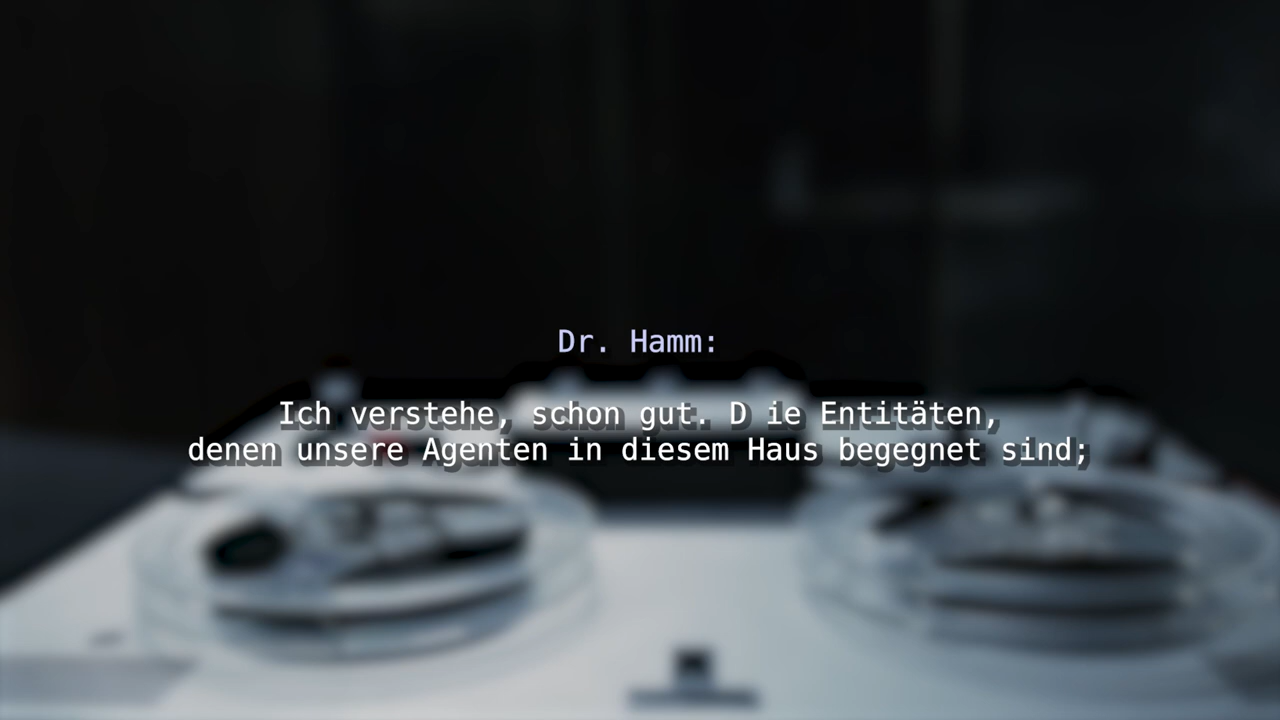 Dr. Hamm:
Ich verstehe, schon gut. D ie Entitäten,
denen unsere Agenten in diesem Haus begegnet sind;